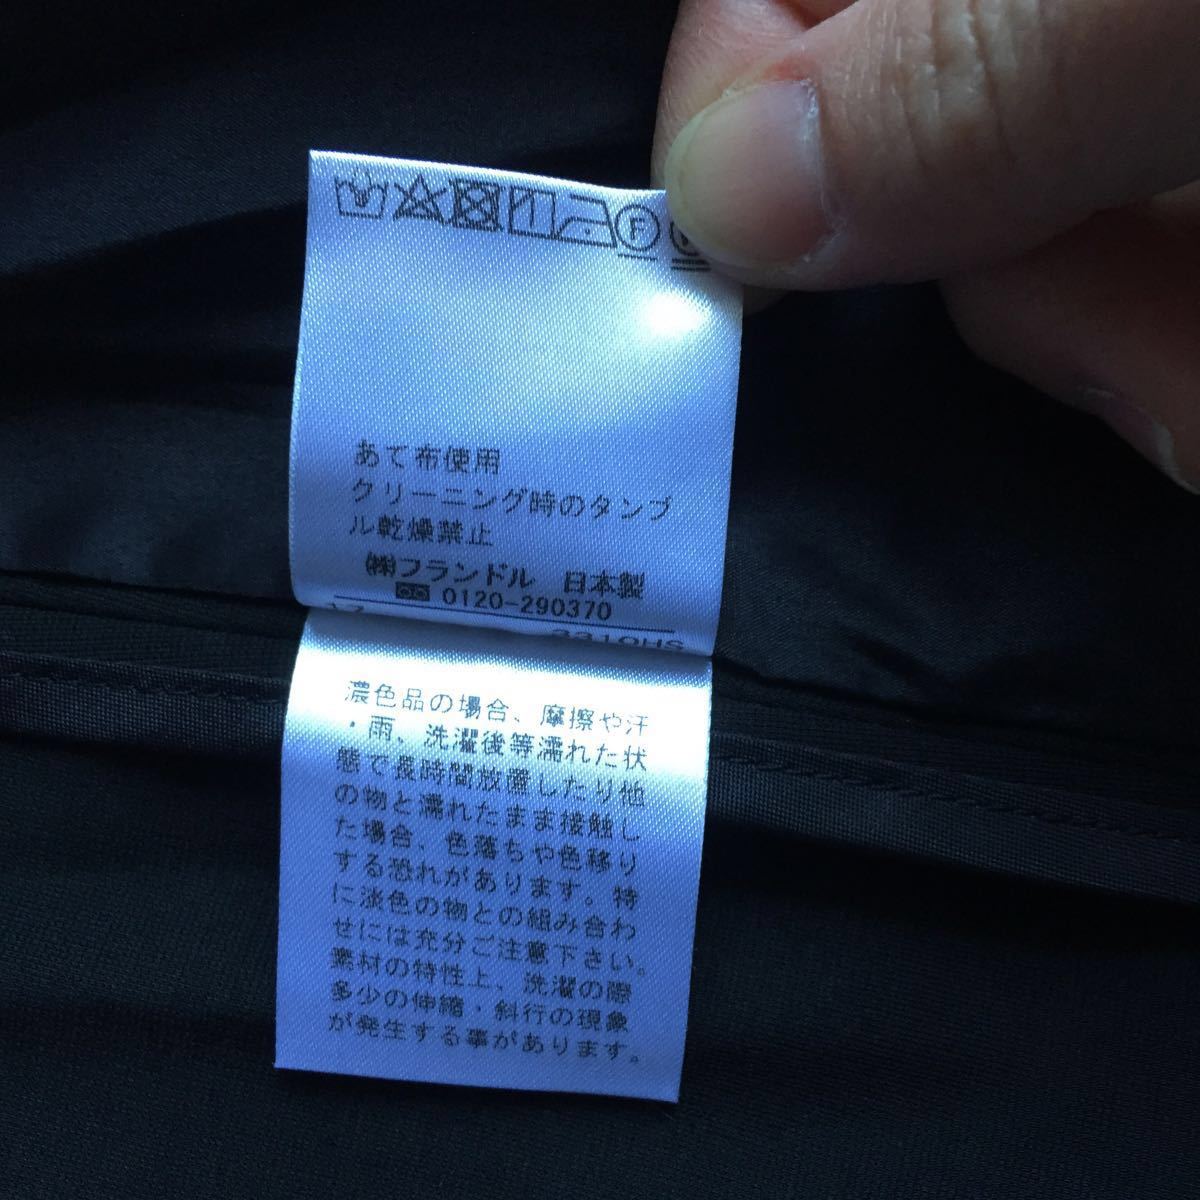 F
あて布使用
クリーニング時のタンブ
ル乾燥禁止
㈱フランドル 日本製
0120-290370
濃色品の場合、摩擦や汗
・雨、洗濯後等濡れた状
態で長時間放置したり他
の物と濡れたまま接触し
た場合、色落ちや色移り
する恐れがあります。特
に淡色の物との組み合わ
せには充分ご注意下さい。
素材の特性上、洗濯の際
多少の伸縮・斜行の現象
が発生する事があります。